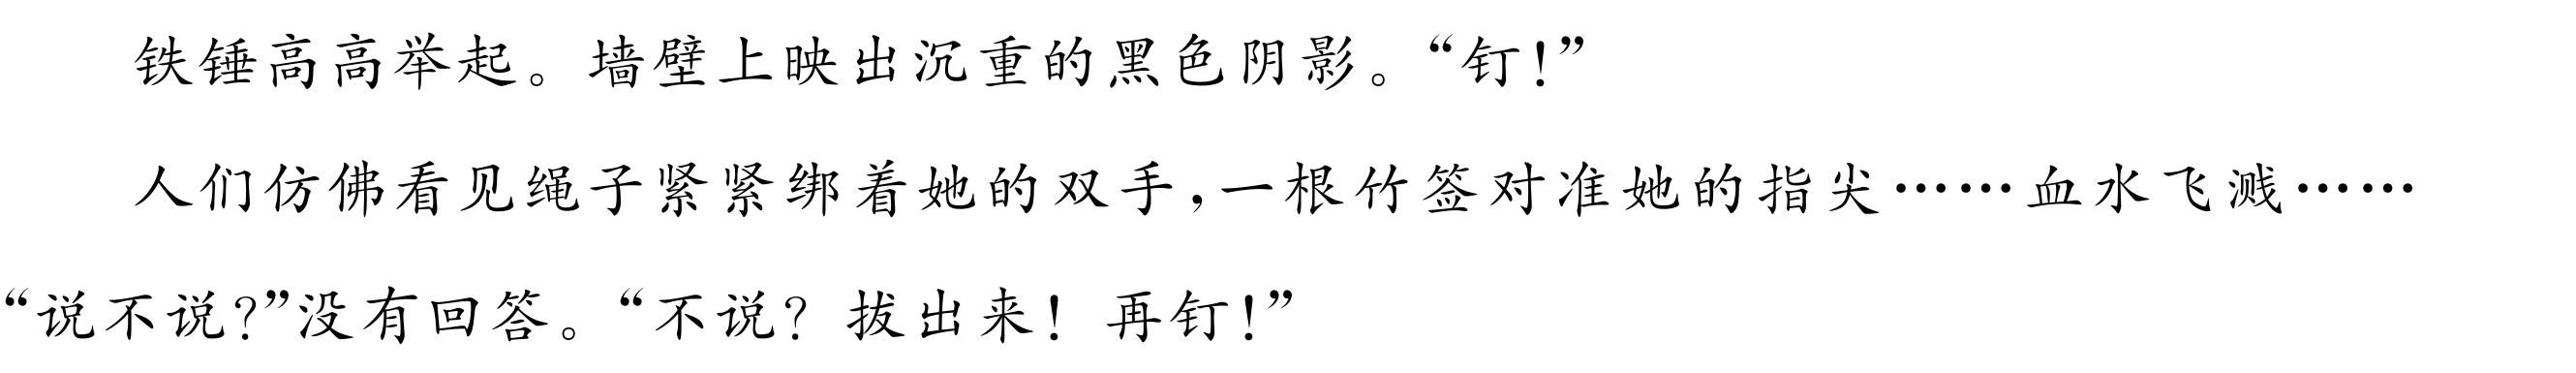 铁锤高高举起。墙壁上映出沉重的黑色阴影。“钉!”
人们仿佛看见绳子紧紧绑着她的双手,一根竹签对准她的指尖……血水飞溅……
“说不说?”没有回答。“不说？拔出来！再钉!”